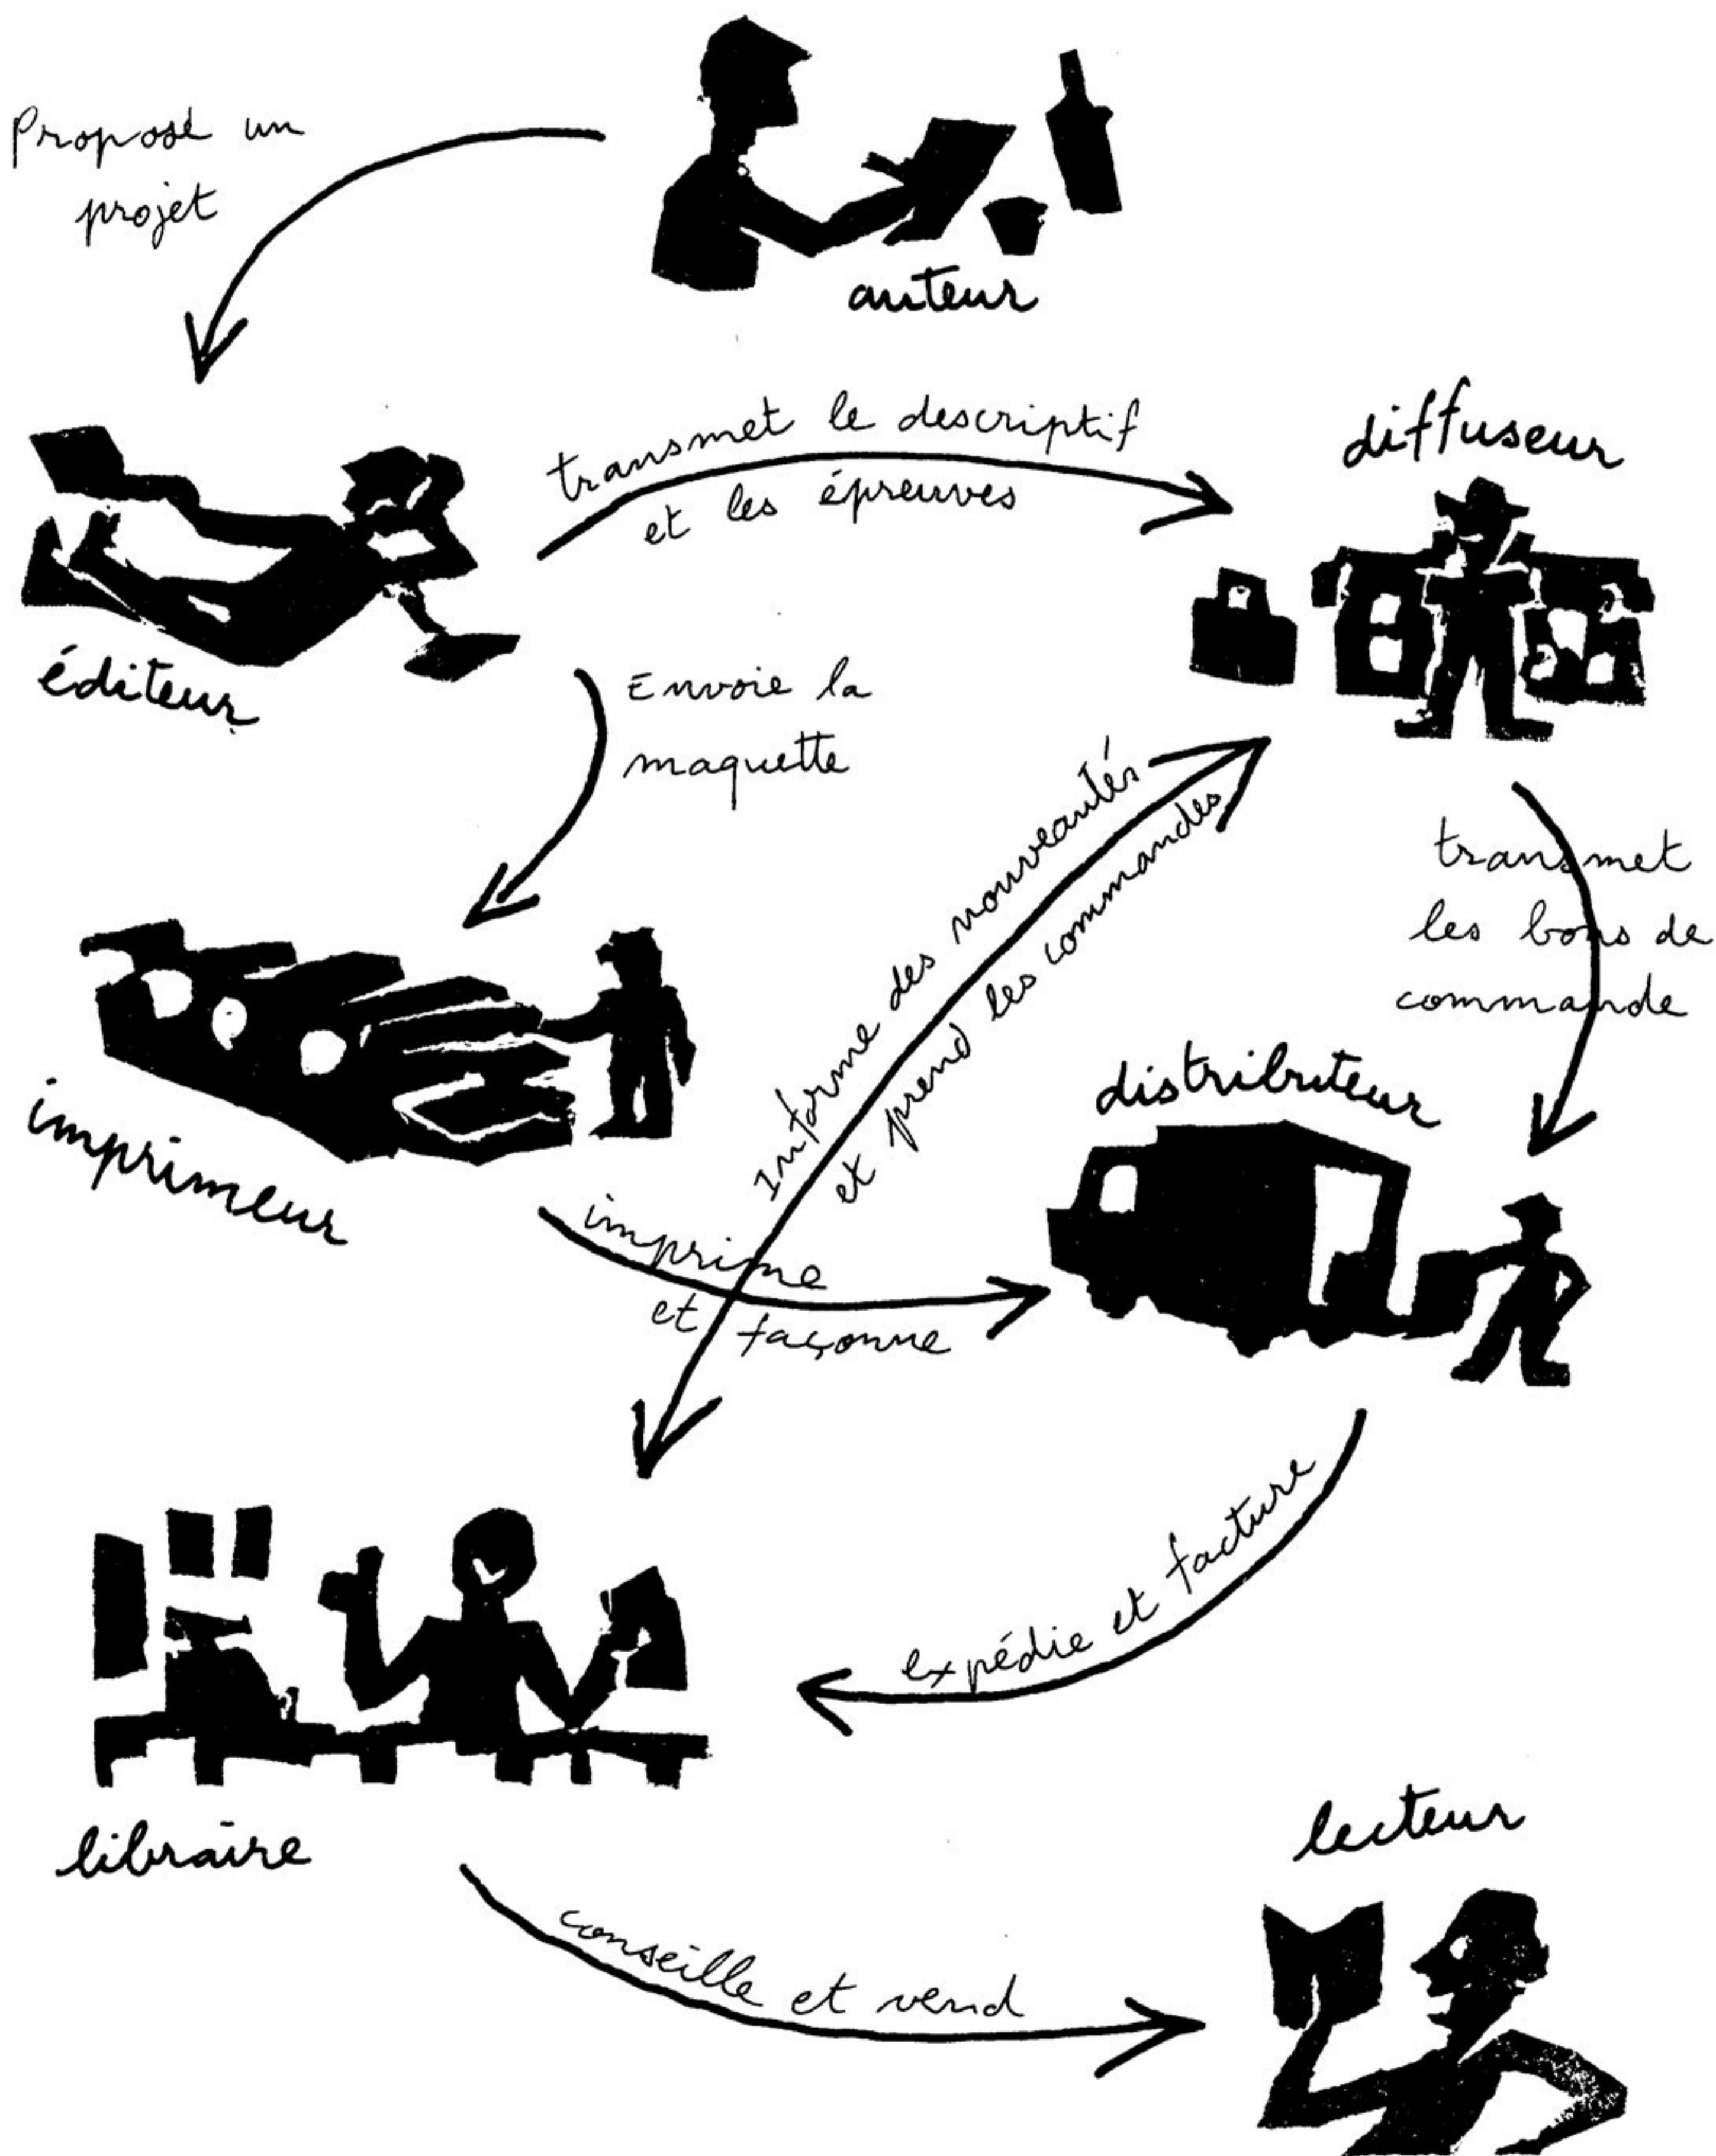 Propose un
projet
auteur
transmet le descriptif
et les épreuves
diffuseur
éditeur
Envoie la
maquette
Informe des nouveautés
et prend les commandes
transmet
les bons de
commande
distributeur
imprimeur
imprime
et façonne
expédie et facture
libraire
lecteur
conseille et vend